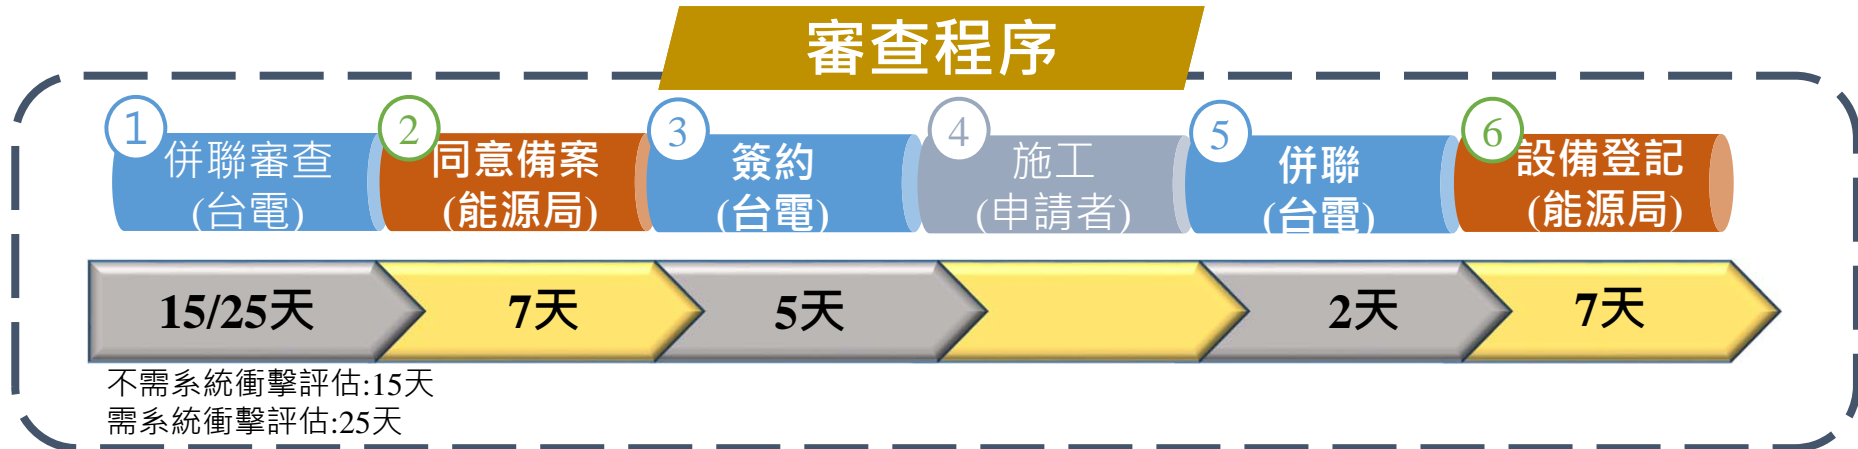 審查程序
1
併聯審查
(台電)
2
同意備案
(能源局)
3
簽約
(台電)
4
施工
(申請者)
5
併聯
(台電)
6
設備登記
(能源局)
15/25天
7天
5天
2天
7天
不需系統衝擊評估:15天
需系統衝擊評估:25天